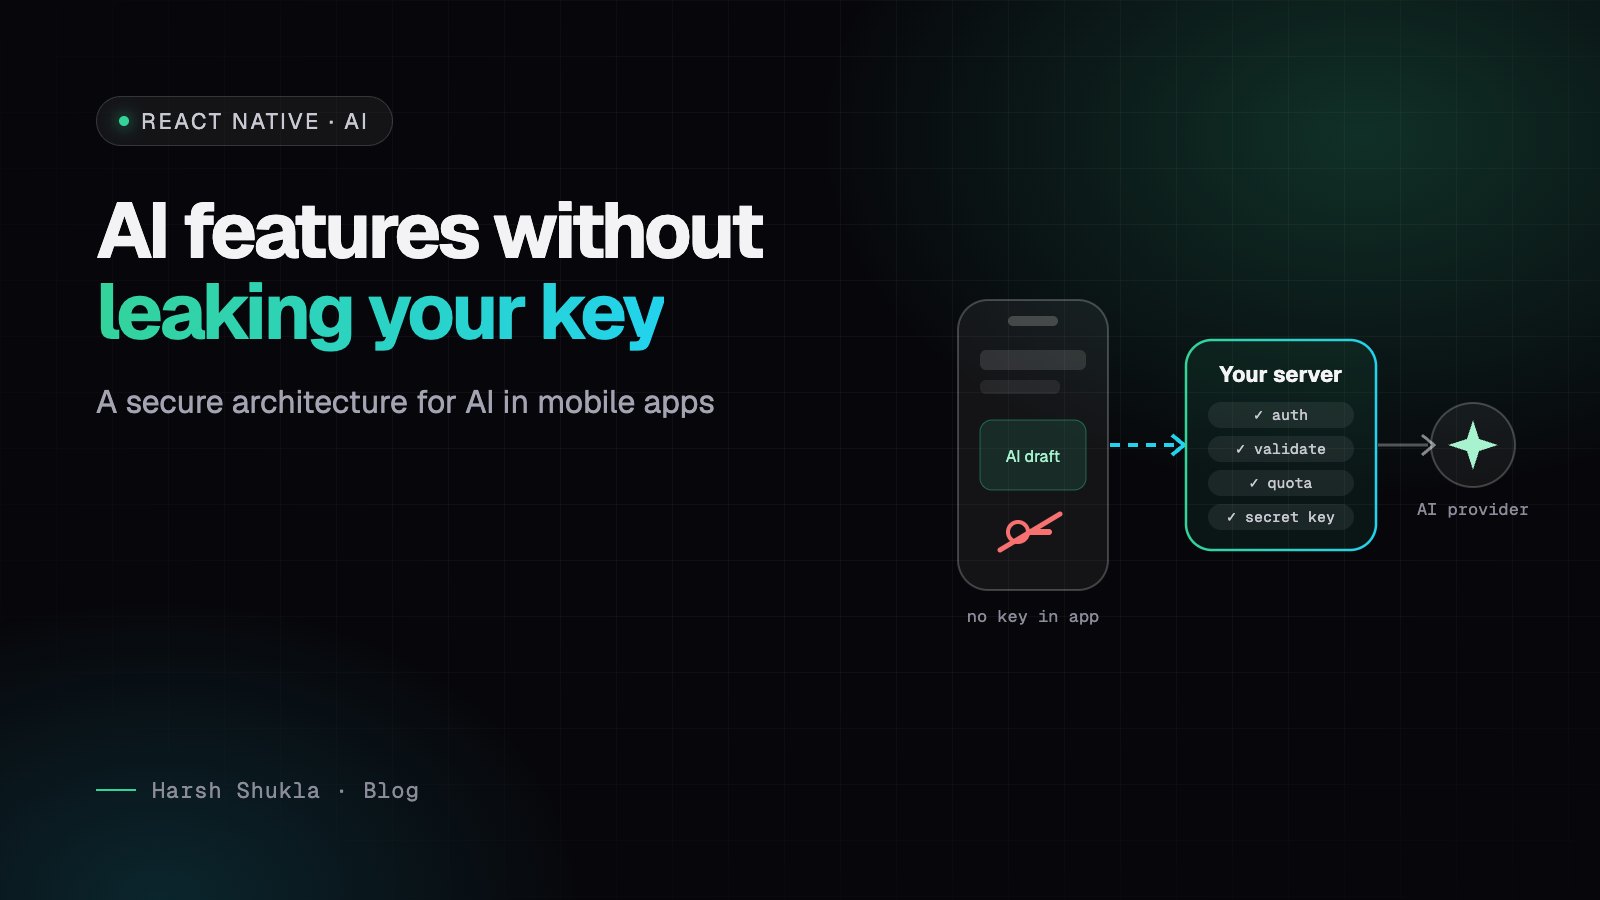 REACT NATIVE · AI
AI features without
leaking your key
A secure architecture for AI in mobile apps
AI draft
no key in app
Your server
✓ auth
✓ validate
✓ quota
✓ secret key
AI provider
Harsh Shukla · Blog